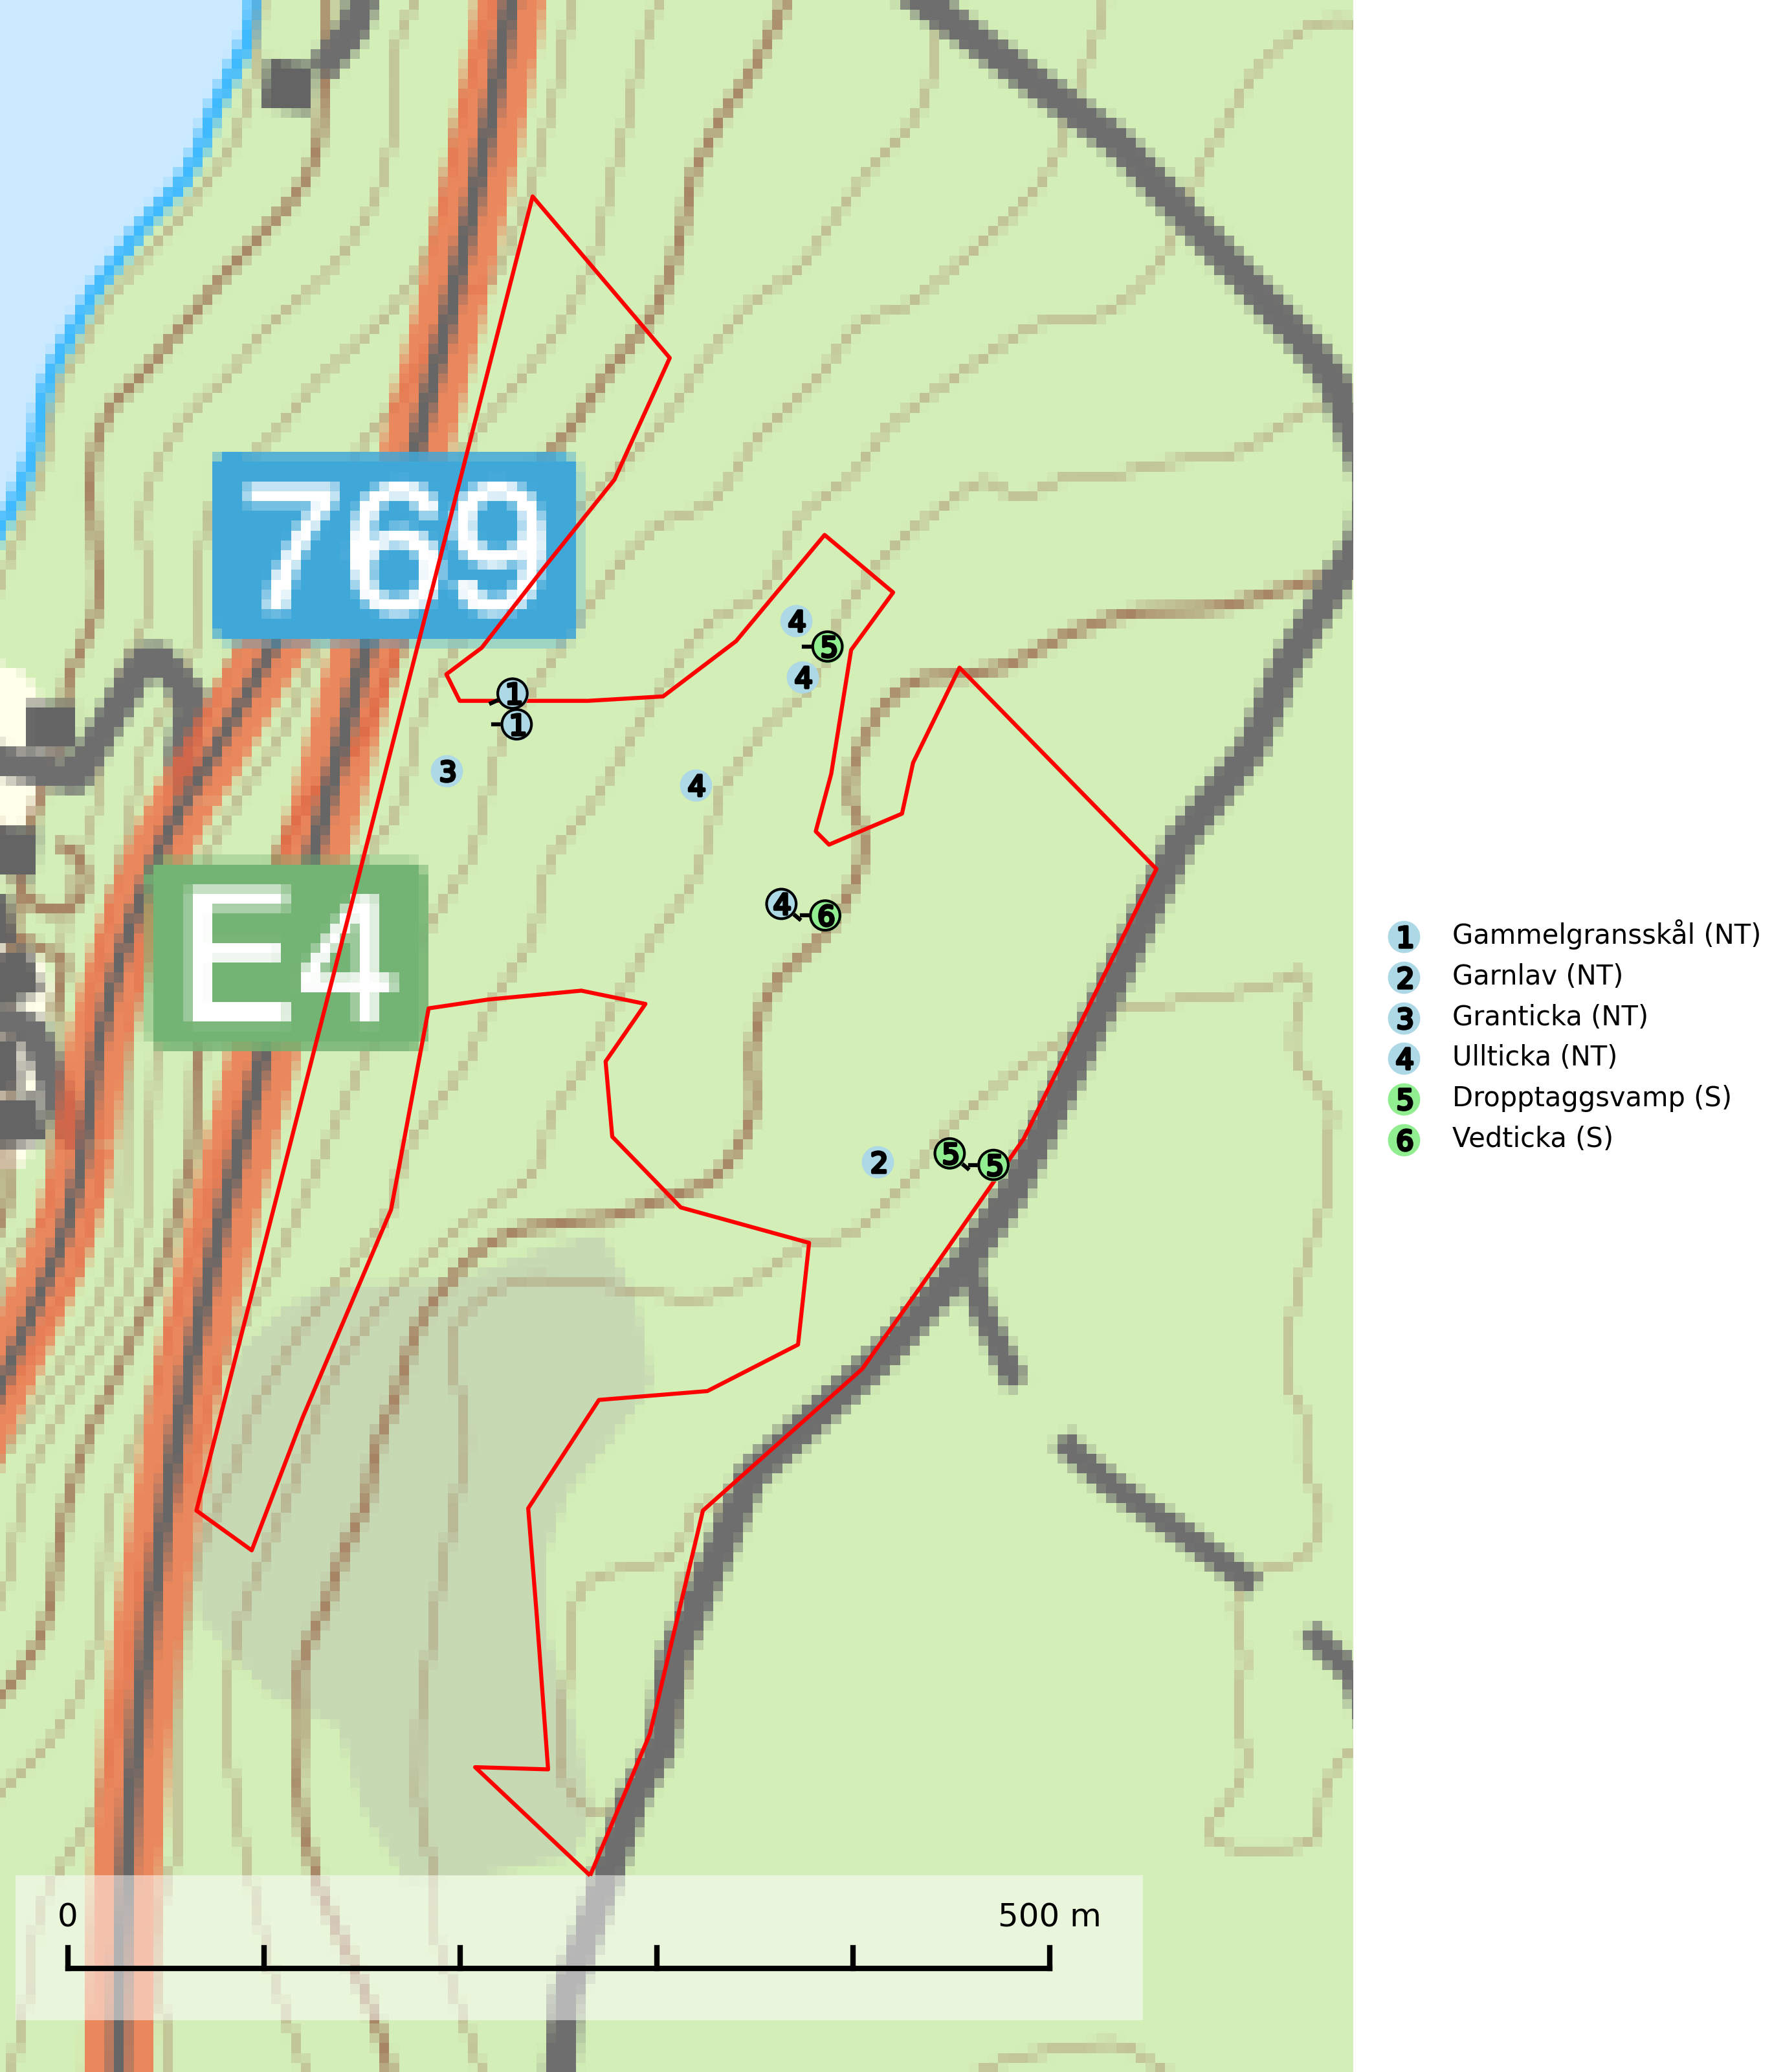 769
4
5
4
1
1
3
4
E4
4 6
2
5 5
1 Gammelgransskål (NT)
2 Garnlav (NT)
3 Granticka (NT)
4 Ullticka (NT)
5 Dropptaggsvamp (S)
6 Vedticka (S)
0 500 m